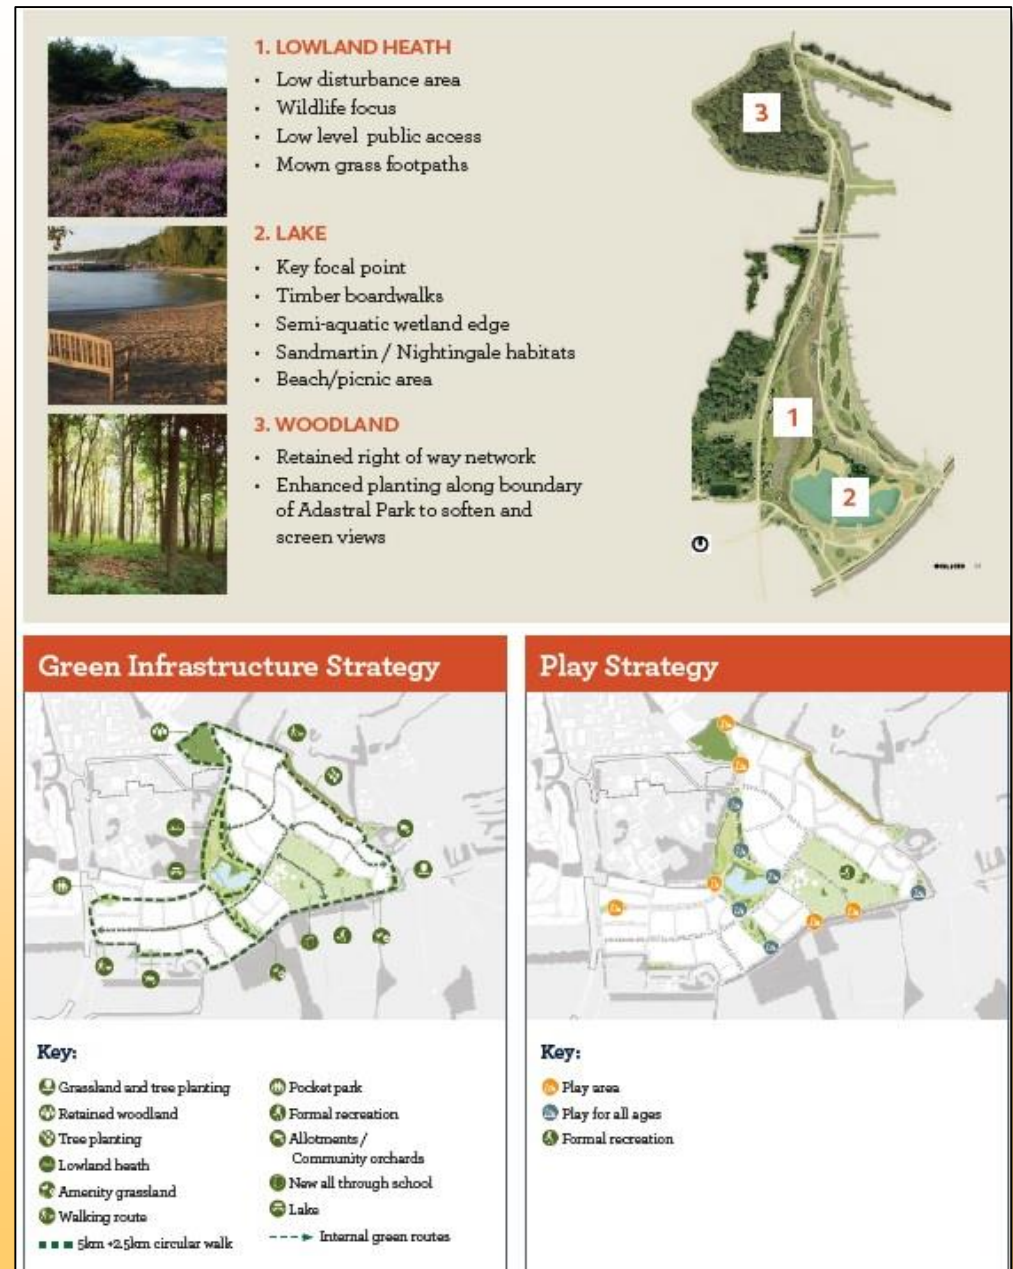 1. LOWLAND HEATH
• Low disturbance area
• Wildlife focus
• Low level public access
• Mown grass footpaths
2. LAKE
• Key focal point
• Timber boardwalks
• Semi-aquatic wetland edge
• Sandmartin / Nightingale habitats
• Beach/picnic area
3. WOODLAND
• Retained right of way network
• Enhanced planting along boundary
of Adastral Park to soften and
screen views
3
1
2
Green Infrastructure Strategy
Key:
Grassland and tree planting
Retained woodland
Tree planting
Lowland heath
Amenity grassland
Walking route
5km +2.5km circular walk
Pocket park
Formal recreation
Allotments /
Community orchards
New all through school
Lake
Internal green routes
Play Strategy
Key:
Play area
Play for all ages
Formal recreation